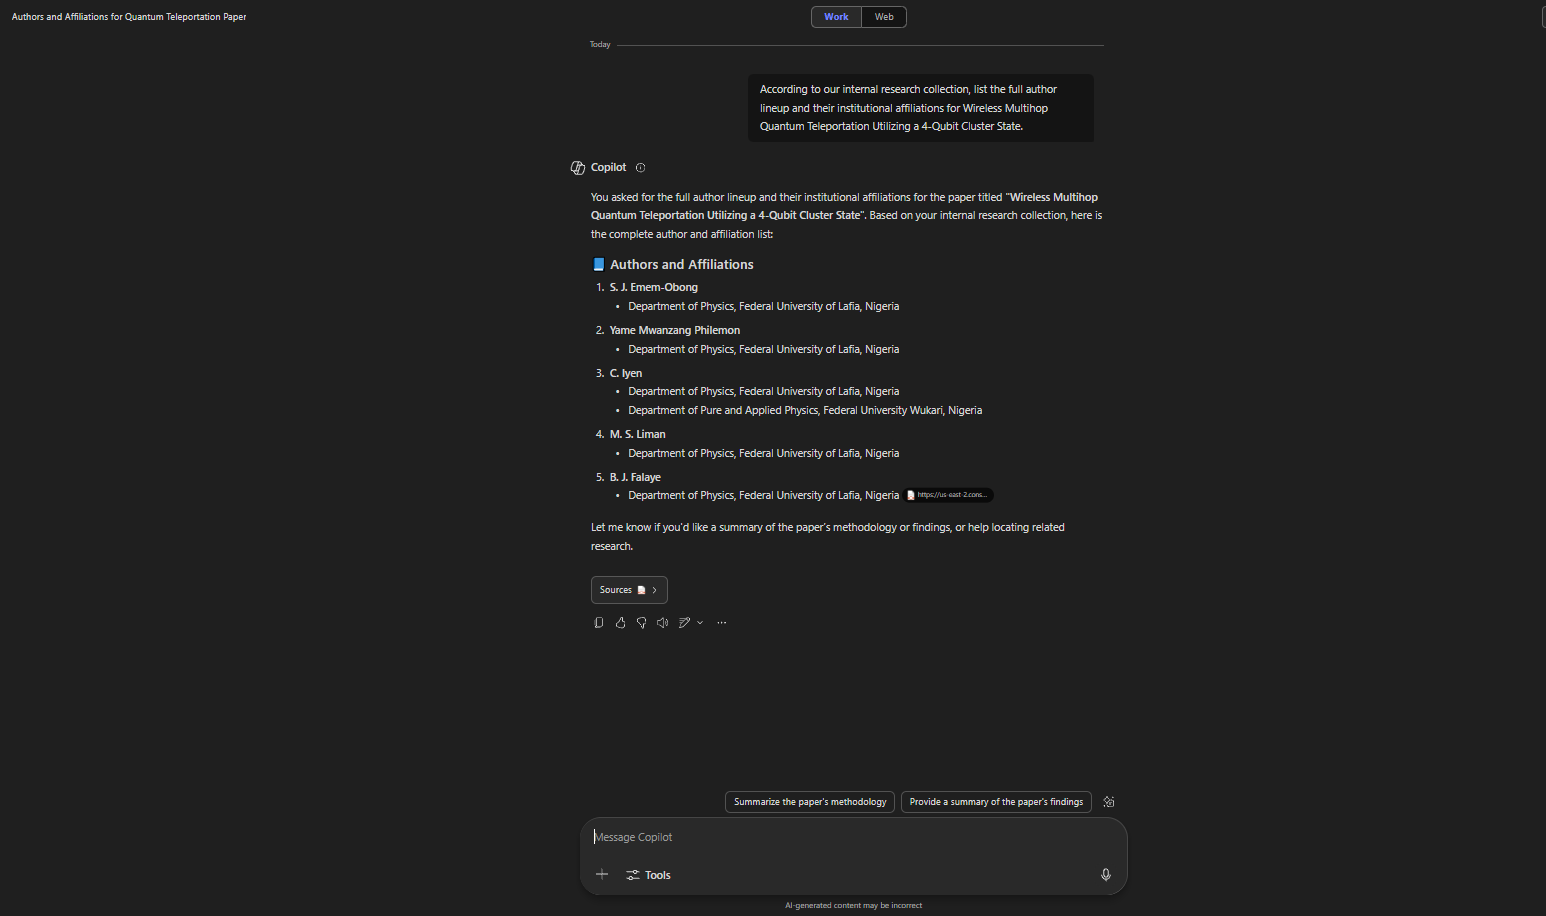 Authors and Affiliations for Quantum Teleportation Paper
Work
Web
Today
According to our internal research collection, list the full author
lineup and their institutional affiliations for Wireless Multihop
Quantum Teleportation Utilizing a 4-Qubit Cluster State.
Copilot
You asked for the full author lineup and their institutional affiliations for the paper titled "Wireless Multihop
Quantum Teleportation Utilizing a 4-Qubit Cluster State". Based on your internal research collection, here is
the complete author and affiliation list:
Authors and Affiliations
1. S. J. Emem-Obong
• Department of Physics, Federal University of Lafia, Nigeria
2. Yame Mwanzang Philemon
• Department of Physics, Federal University of Lafia, Nigeria
3. C. Iyen
• Department of Physics, Federal University of Lafia, Nigeria
• Department of Pure and Applied Physics, Federal University Wukari, Nigeria
4. M. S. Liman
• Department of Physics, Federal University of Lafia, Nigeria
5. B. J. Falaye
• Department of Physics, Federal University of Lafia, Nigeria https://us-east-2.cons...
Let me know if you'd like a summary of the paper's methodology or findings, or help locating related
research.
Sources
Summarize the paper's methodology
Provide a summary of the paper's findings
Message Copilot
Tools
AI-generated content may be incorrect